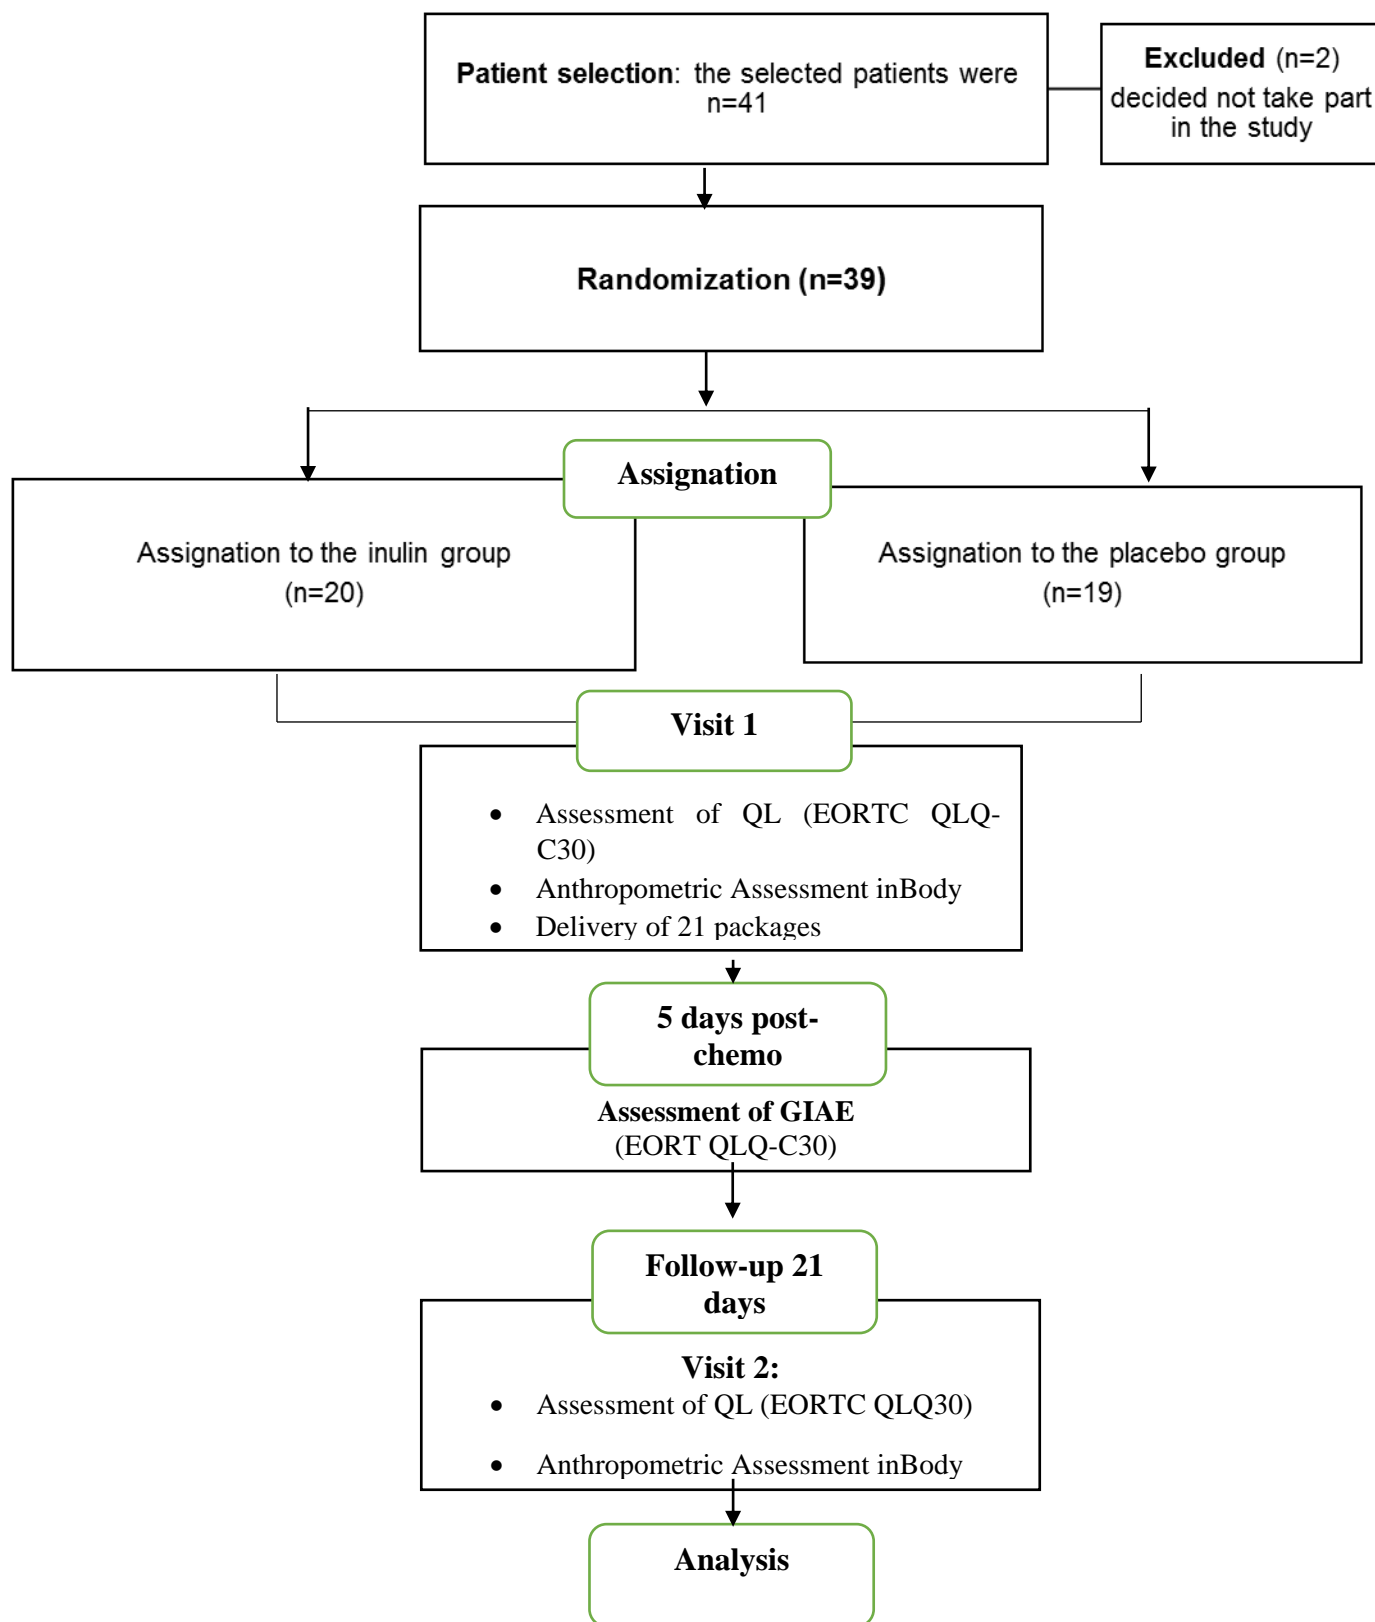 Patient selection: the selected patients were
n=41
Excluded (n=2)
decided not take part
in the study
Randomization (n=39)
Assignation
Assignation to the inulin group
(n=20)
Assignation to the placebo group
(n=19)
Visit 1
• Assessment of QL (EORTC QLQ-
C30)
• Anthropometric Assessment inBody
• Delivery of 21 packages
5 days post-
chemo
Assessment of GIAE
(EORT QLQ-C30)
Follow-up 21
days
Visit 2:
• Assessment of QL (EORTC QLQ30)
• Anthropometric Assessment inBody
Analysis